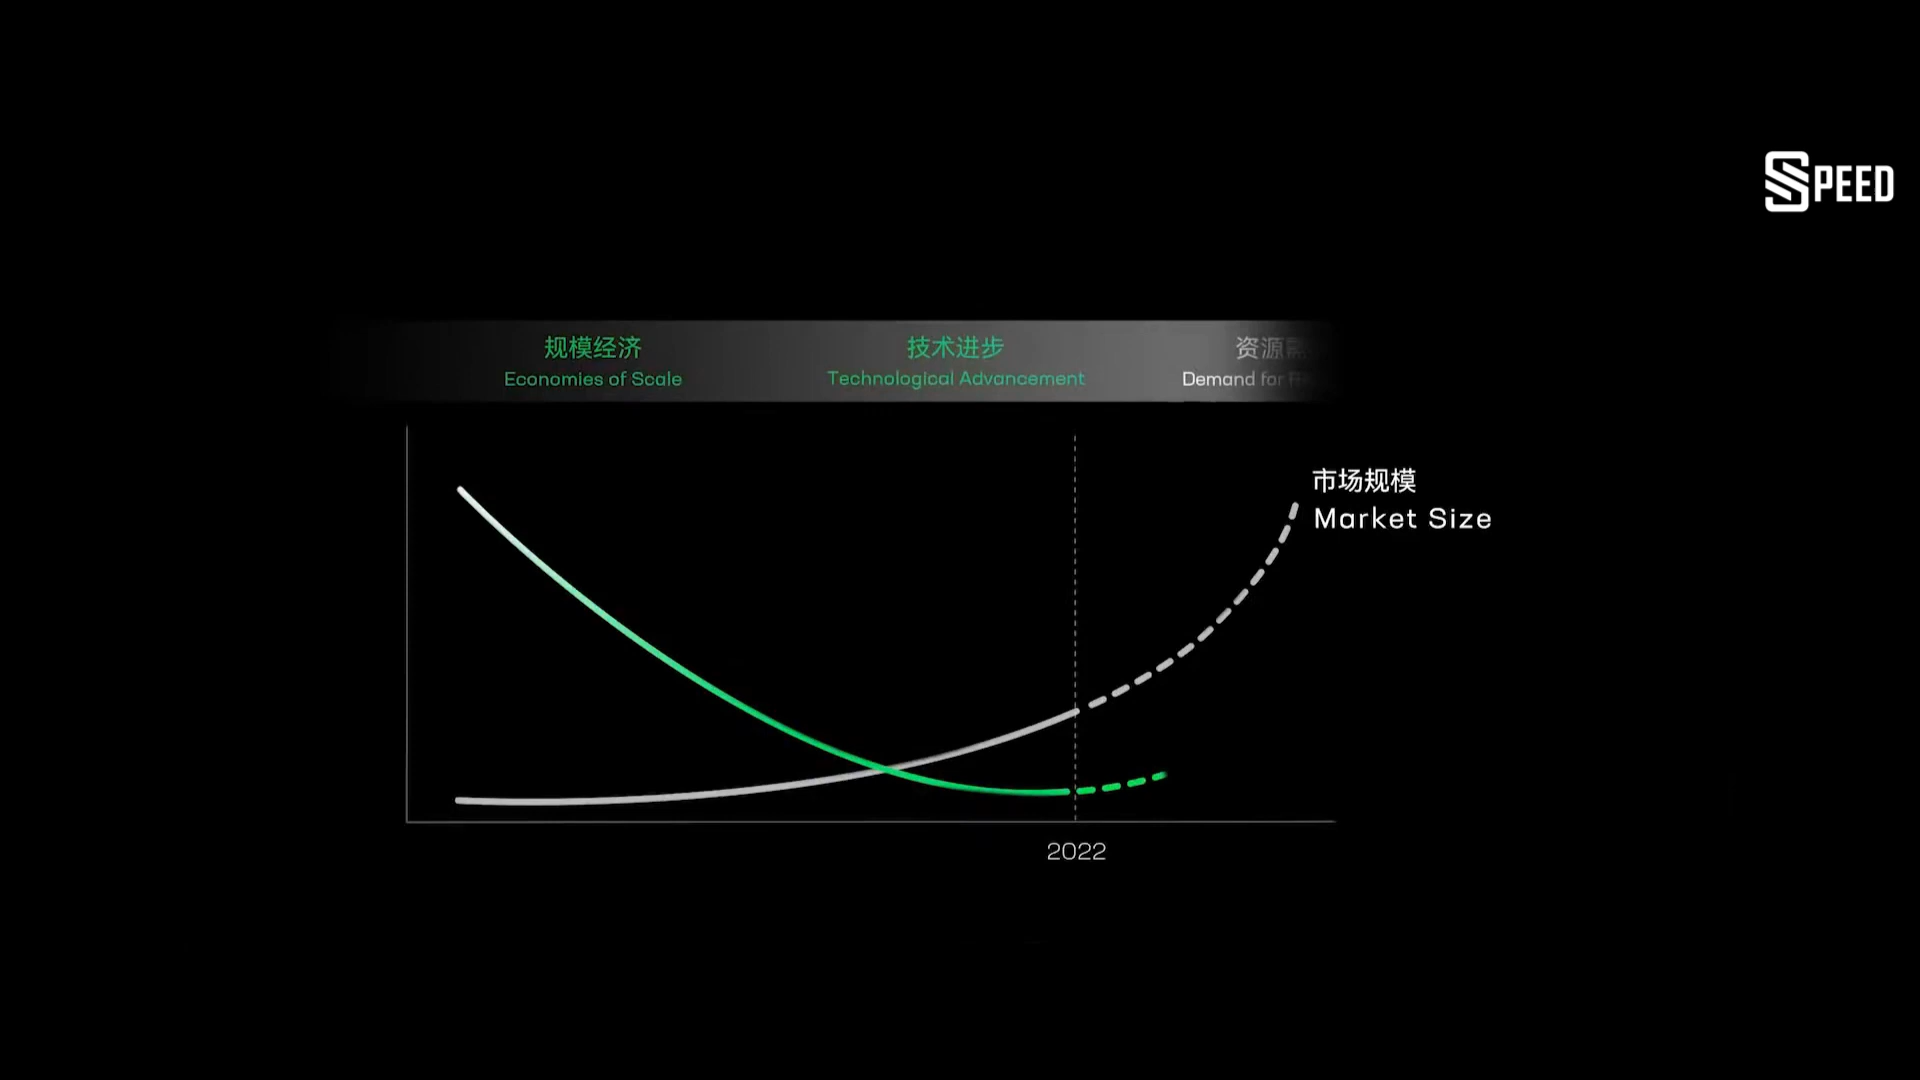 SPEED
规模经济
技术进步
资源
Economies of Scale
Technological Advancement
Demand for
市场规模
Market Size
2022